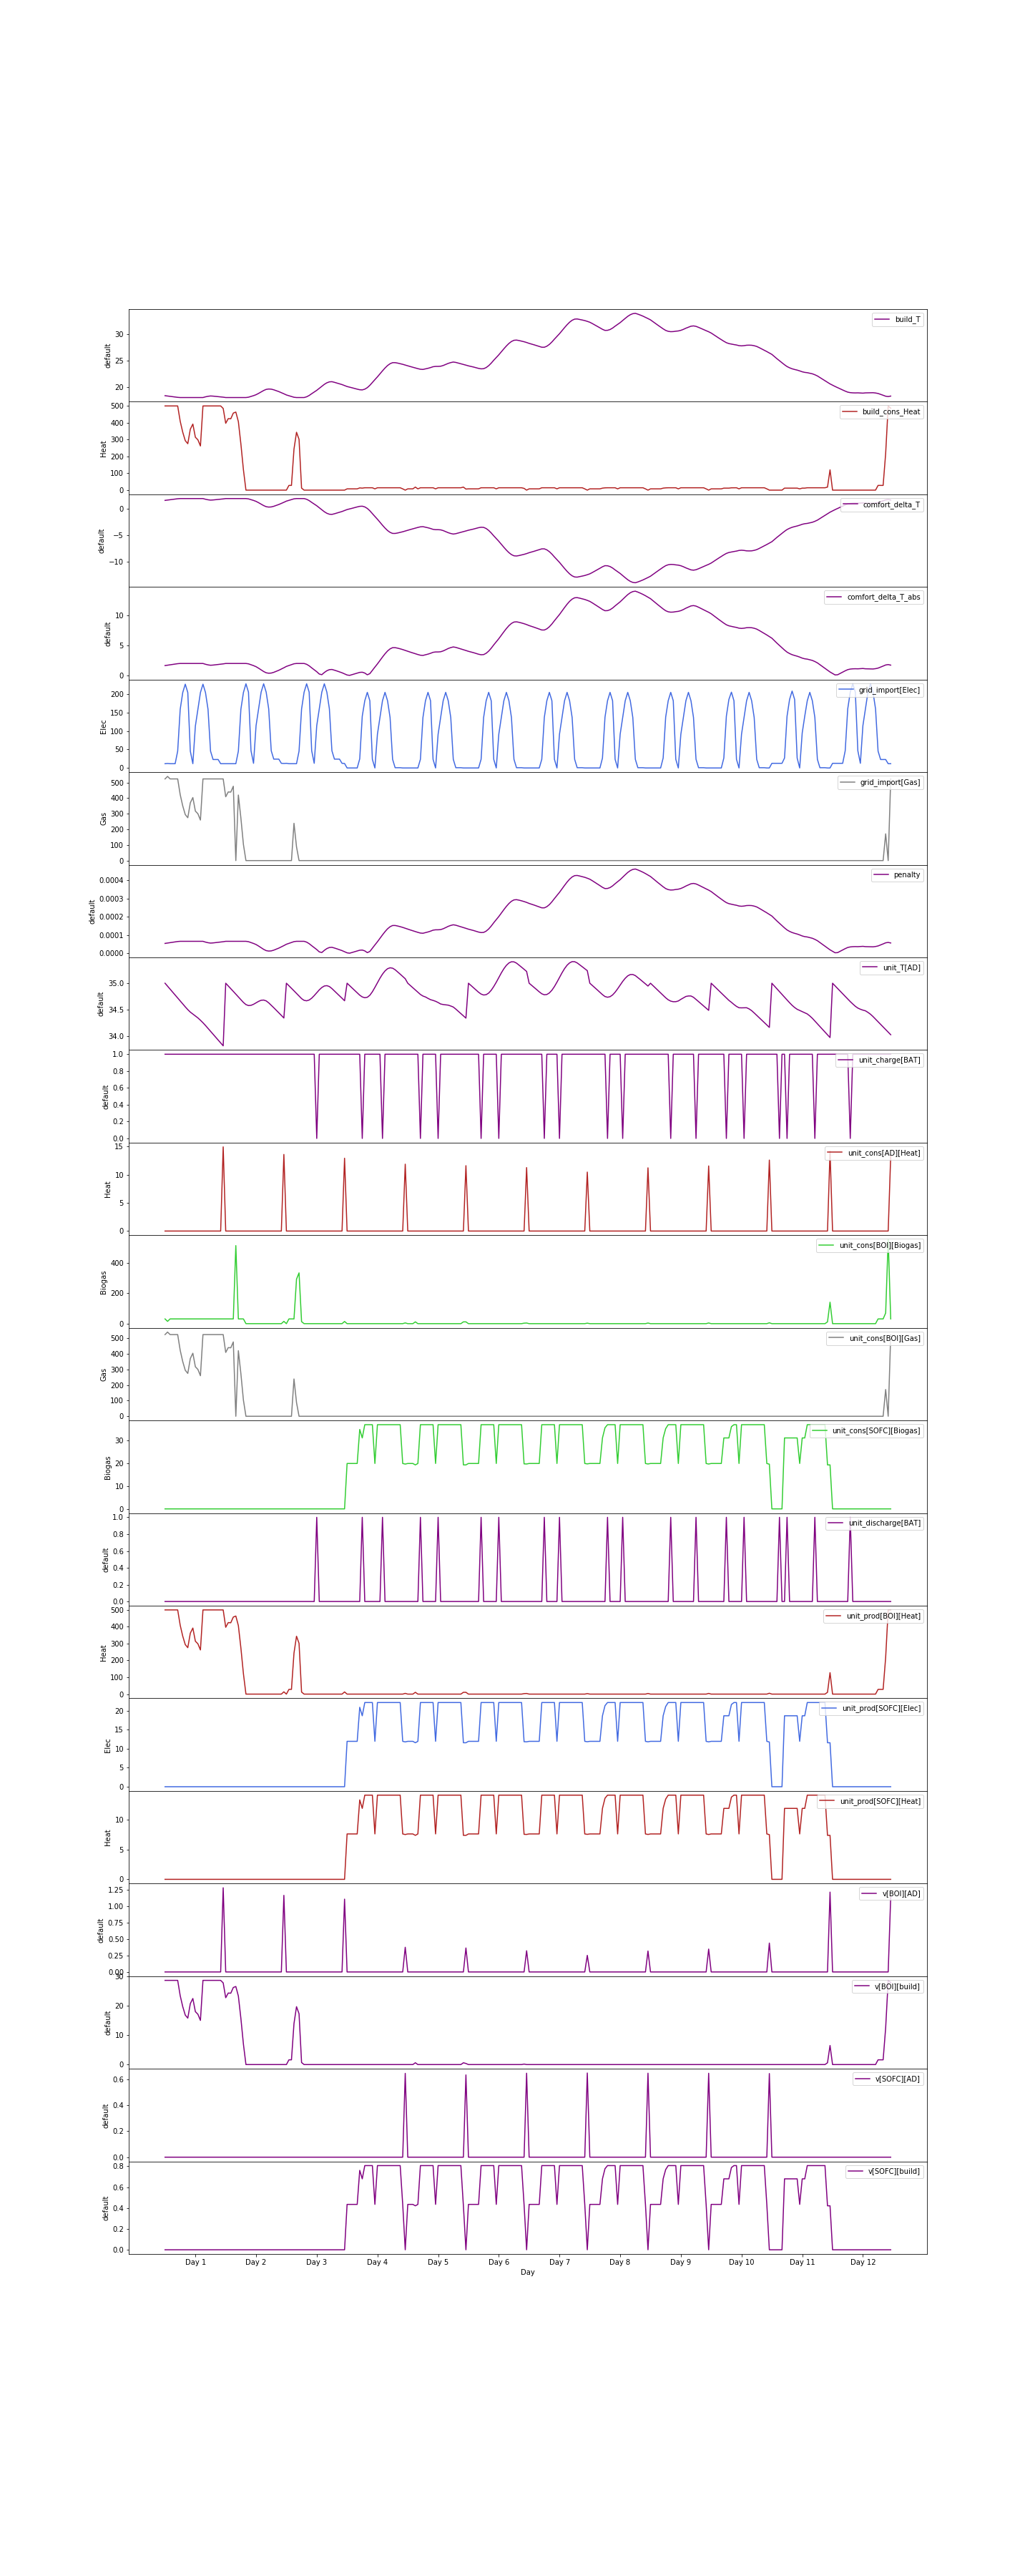 build_T
30
25
20
default
build_cons_Heat
500
400
300
200
100
0
Heat
comfort_delta_T
0
−5
−10
default
comfort_delta_T_abs
10
5
0
default
grid_import[Elec]
200
150
100
50
0
Elec
grid_import[Gas]
500
400
300
200
100
0
Gas
penalty
0.0004
0.0003
0.0002
0.0001
0.0000
default
unit_T[AD]
35.0
34.5
34.0
default
unit_charge[BAT]
1.0
0.8
0.6
0.4
0.2
0.0
default
unit_cons[AD][Heat]
15
10
5
0
Heat
unit_cons[BOI][Biogas]
400
200
0
Biogas
unit_cons[BOI][Gas]
500
400
300
200
100
0
Gas
unit_cons[SOFC][Biogas]
30
20
10
0
Biogas
unit_discharge[BAT]
1.0
0.8
0.6
0.4
0.2
0.0
default
unit_prod[BOI][Heat]
500
400
300
200
100
0
Heat
unit_prod[SOFC][Elec]
20
15
10
5
0
Elec
unit_prod[SOFC][Heat]
10
5
0
Heat
v[BOI][AD]
1.25
1.00
0.75
0.50
0.25
0.00
default
v[BOI][build]
30
20
10
0
default
v[SOFC][AD]
0.6
0.4
0.2
0.0
default
v[SOFC][build]
0.8
0.6
0.4
0.2
0.0
default
Day 1 Day 2 Day 3 Day 4 Day 5 Day 6 Day 7 Day 8 Day 9 Day 10 Day 11 Day 12
Day